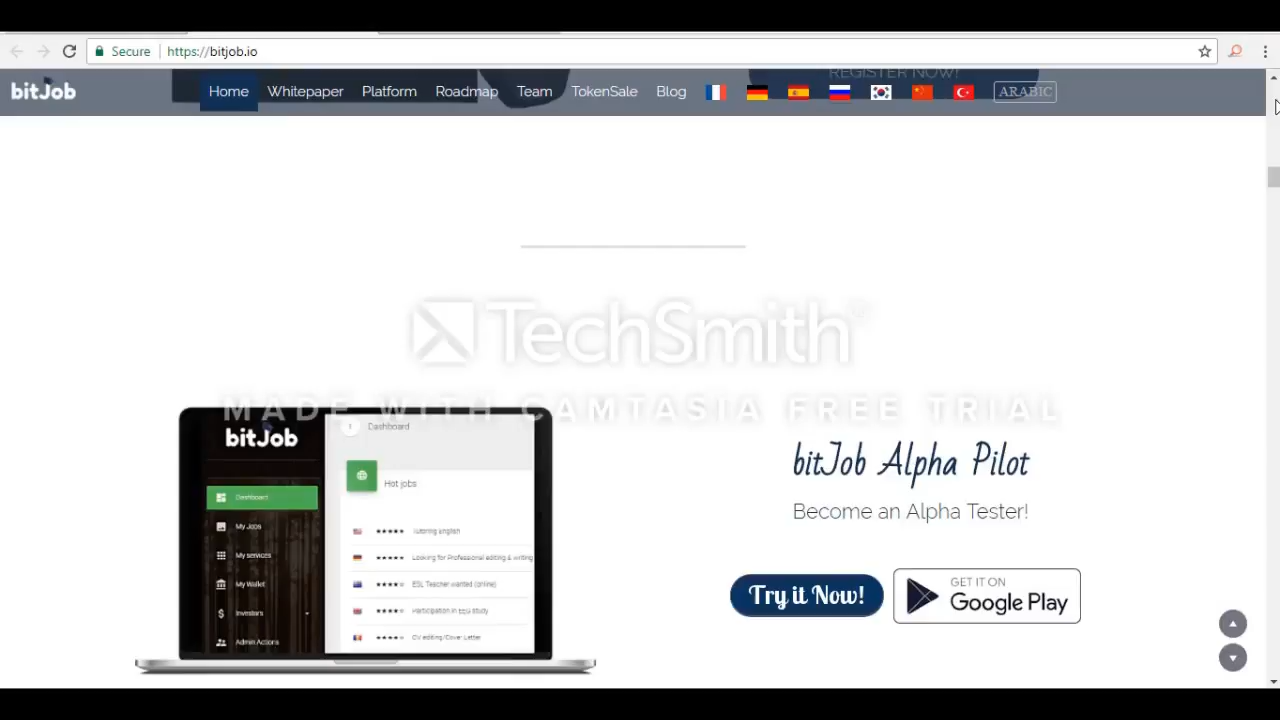 Secure https://bitjob.io
REGISTER NOW!
bitJob Home Whitepaper Platform Roadmap Team TokenSale Blog ARABIC
TechSmith
MADE WITH CAMTASIA FREE TRIAL
bitJob
1 Dashboard
Dashboard
Hot jobs
My Jobs
My services
My Wallet
Investors
Admin Actions
Tutoring English
Looking for Professional editing & writing
ESL Teacher wanted (online)
Participation in EEG study
CV editing/Cover Letter
bitJob Alpha Pilot
Become an Alpha Tester!
Try it Now!
GET IT ON
Google Play